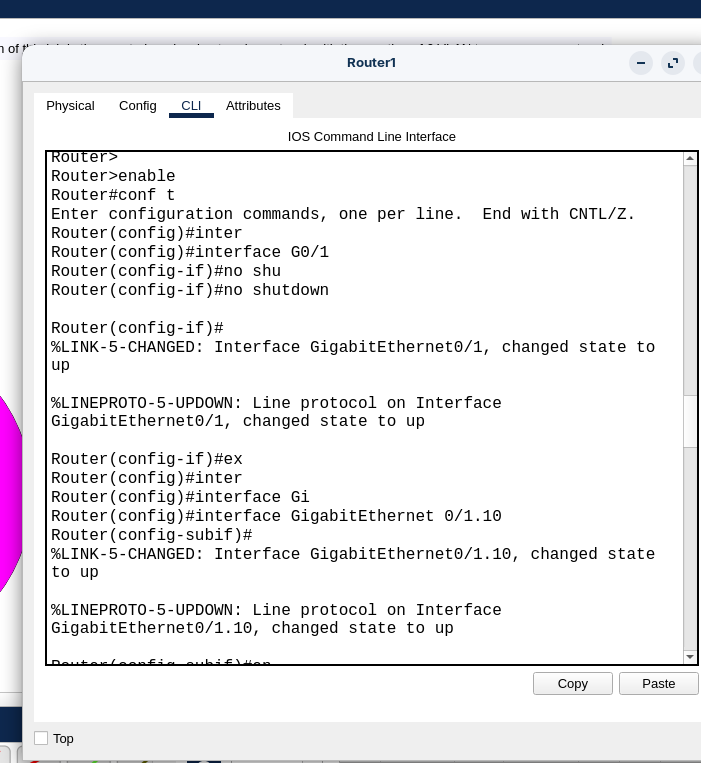 Router1
Physical Config CLI Attributes
IOS Command Line Interface
Router>
Router>enable
Router#conf t
Enter configuration commands, one per line.  End with CNTL/Z.
Router(config)#inter
Router(config)#interface G0/1
Router(config-if)#no shu
Router(config-if)#no shutdown
Router(config-if)#
%LINK-5-CHANGED: Interface GigabitEthernet0/1, changed state to
up
%LINEPROTO-5-UPDOWN: Line protocol on Interface
GigabitEthernet0/1, changed state to up
Router(config-if)#ex
Router(config)#inter
Router(config)#interface Gi
Router(config)#interface GigabitEthernet 0/1.10
Router(config-subif)#
%LINK-5-CHANGED: Interface GigabitEthernet0/1.10, changed state
to up
%LINEPROTO-5-UPDOWN: Line protocol on Interface
GigabitEthernet0/1.10, changed state to up
Copy Paste
Top